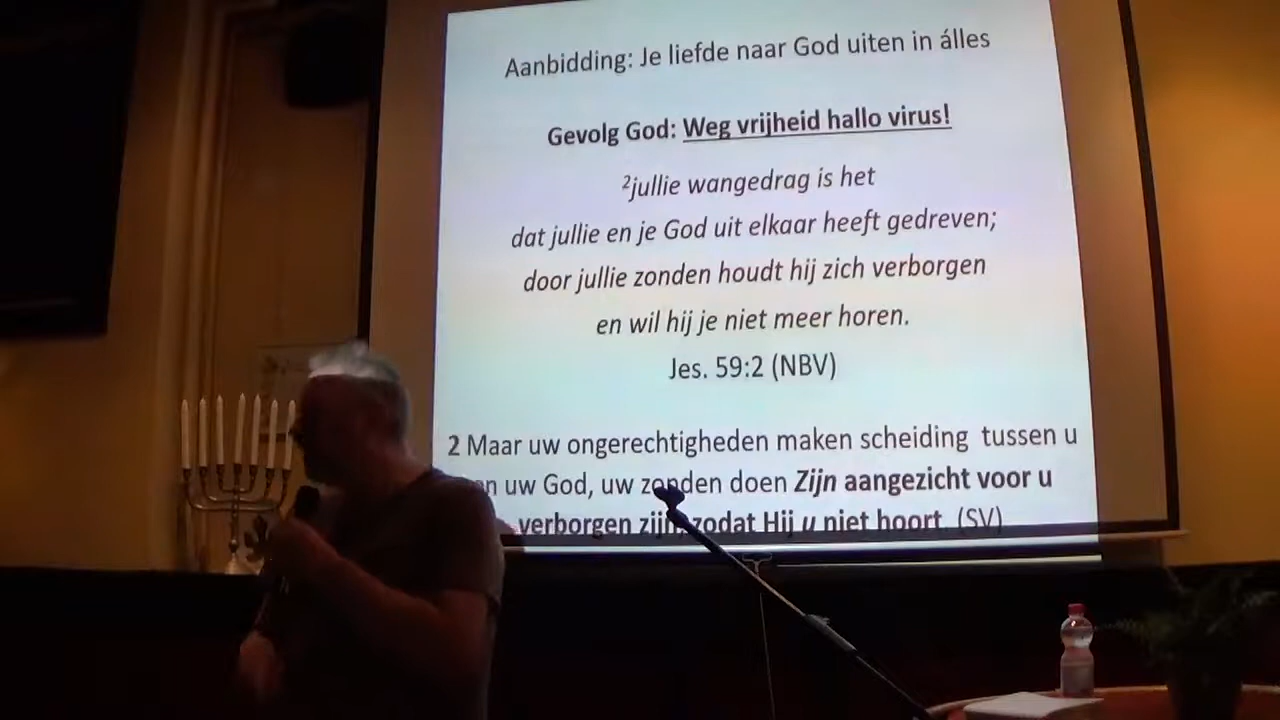 Aanbidding: Je liefde naar God uiten in álles
Gevolg God: Weg vrijheid hallo virus!
²jullie wangedrag is het
dat jullie en je God uit elkaar heeft gedreven;
door jullie zonden houdt hij zich verborgen
en wil hij je niet meer horen.
Jes. 59:2 (NBV)
2 Maar uw ongerechtigheden maken scheiding tussen u
en uw God, uw zonden doen Zijn aangezicht voor u
verborgen zijn, zodat Hij u niet hoort. (SV)